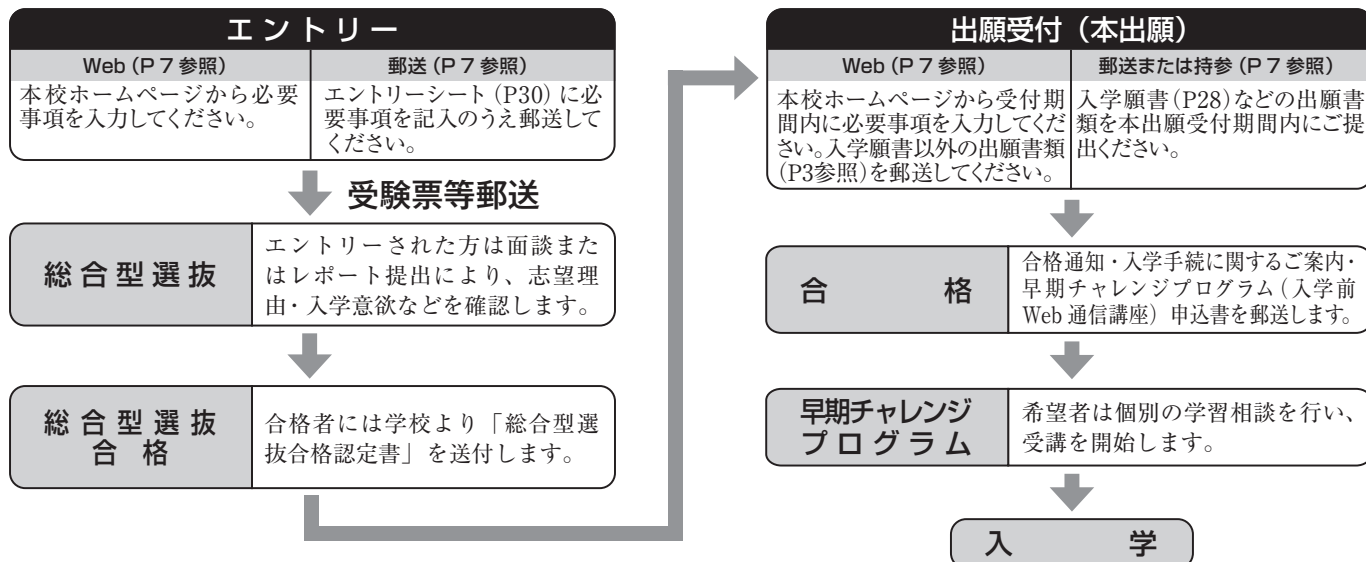 エントリー
Web（P 7 参照）
本校ホームページから必要
事項を入力してください。
郵送（P 7 参照）
エントリーシート（P30）に必
要事項を記入のうえ郵送して
ください。
受験票等郵送
総合型選抜
エントリーされた方は面談また
はレポート提出により、志望理
由・入学意欲などを確認します。
総合型選抜
合格
合格者には学校より「総合型選
抜合格認定書」を送付します。
出願受付（本出願）
Web（P 7 参照）
本校ホームページから受付期
間内に必要事項を入力してくだ
さい。入学願書以外の出願書類
（P3参照）を郵送してください。
郵送または持参（P 7 参照）
入学願書（P28）などの出願書
類を本出願受付期間内にご提
出ください。
合格
合格通知・入学手続に関するご案内・
早期チャレンジプログラム（入学前
Web 通信講座）申込書を郵送します。
早期チャレンジ
プログラム
希望者は個別の学習相談を行い、
受講を開始します。
入学